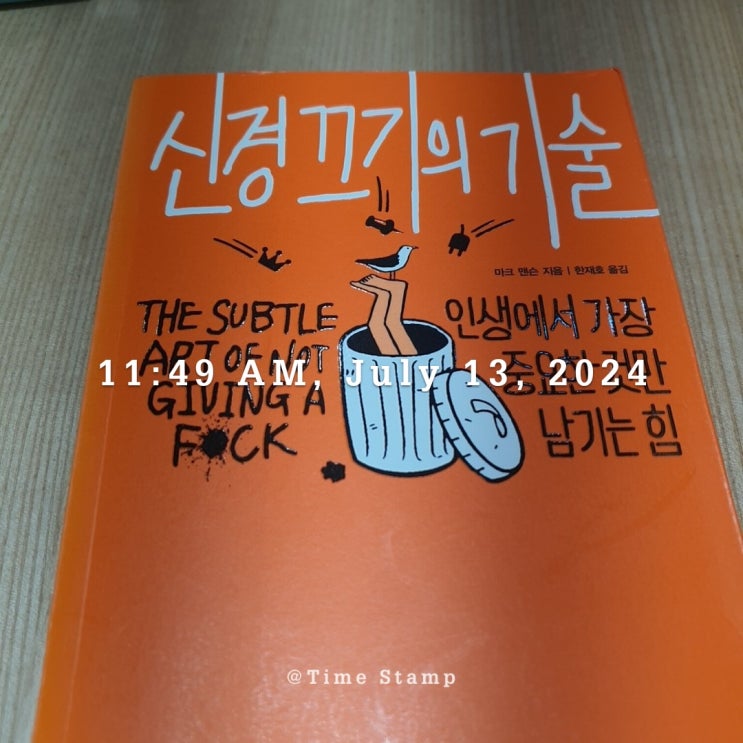 신경 끄기의 기술
마크 맨슨 지음 | 한재호 옮김
THE SUBTLE
ART OF NOT
GIVING A
F*CK
인생에서 가장
중요한 것만
남기는 힘
11:49 AM, July 13, 2024
@Time Stamp